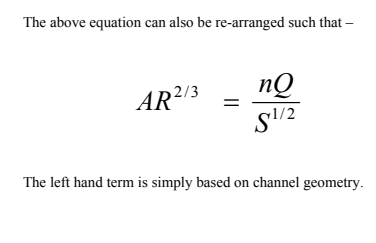 The above equation can also be re-arranged such that –
AR^{2/3} = \frac{nQ}{S^{1/2}}
The left hand term is simply based on channel geometry.